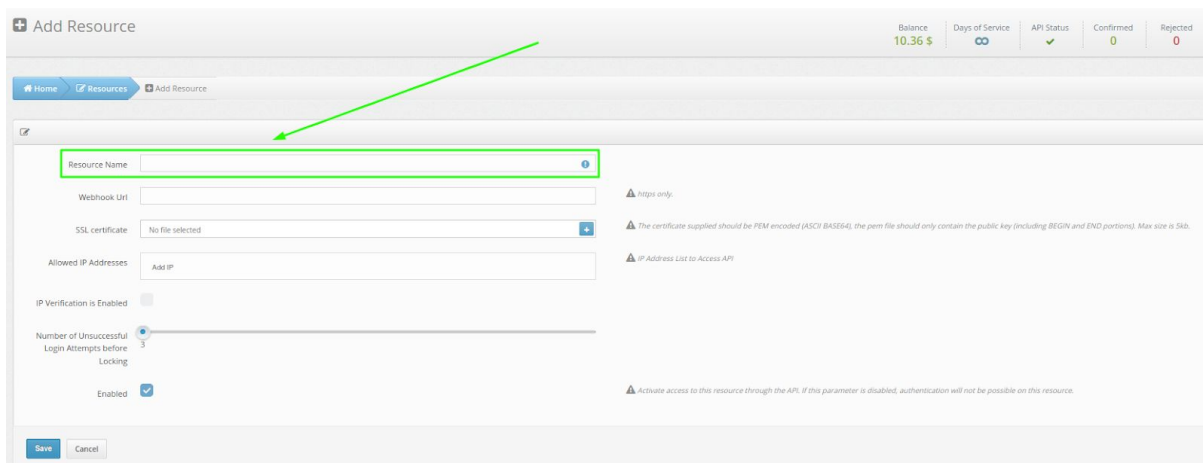 Add Resource
Balance Days of Service API Status Confirmed Rejected
10.36 $ 0 0
Home Resources Add Resource
Resource Name
Webhook Url
https only.
SSL certificate No file selected
The certificate supplied should be PEM encoded (ASCII BASE64), the pem file should only contain the public key (including BEGIN and END portions). Max size is 5kb.
Allowed IP Addresses Add IP
IP Address List to Access API
IP Verification is Enabled
Number of Unsuccessful
Login Attempts before
Locking
3
Enabled
Activate access to this resource through the API. If this parameter is disabled, authentication will not be possible on this resource.
Save Cancel